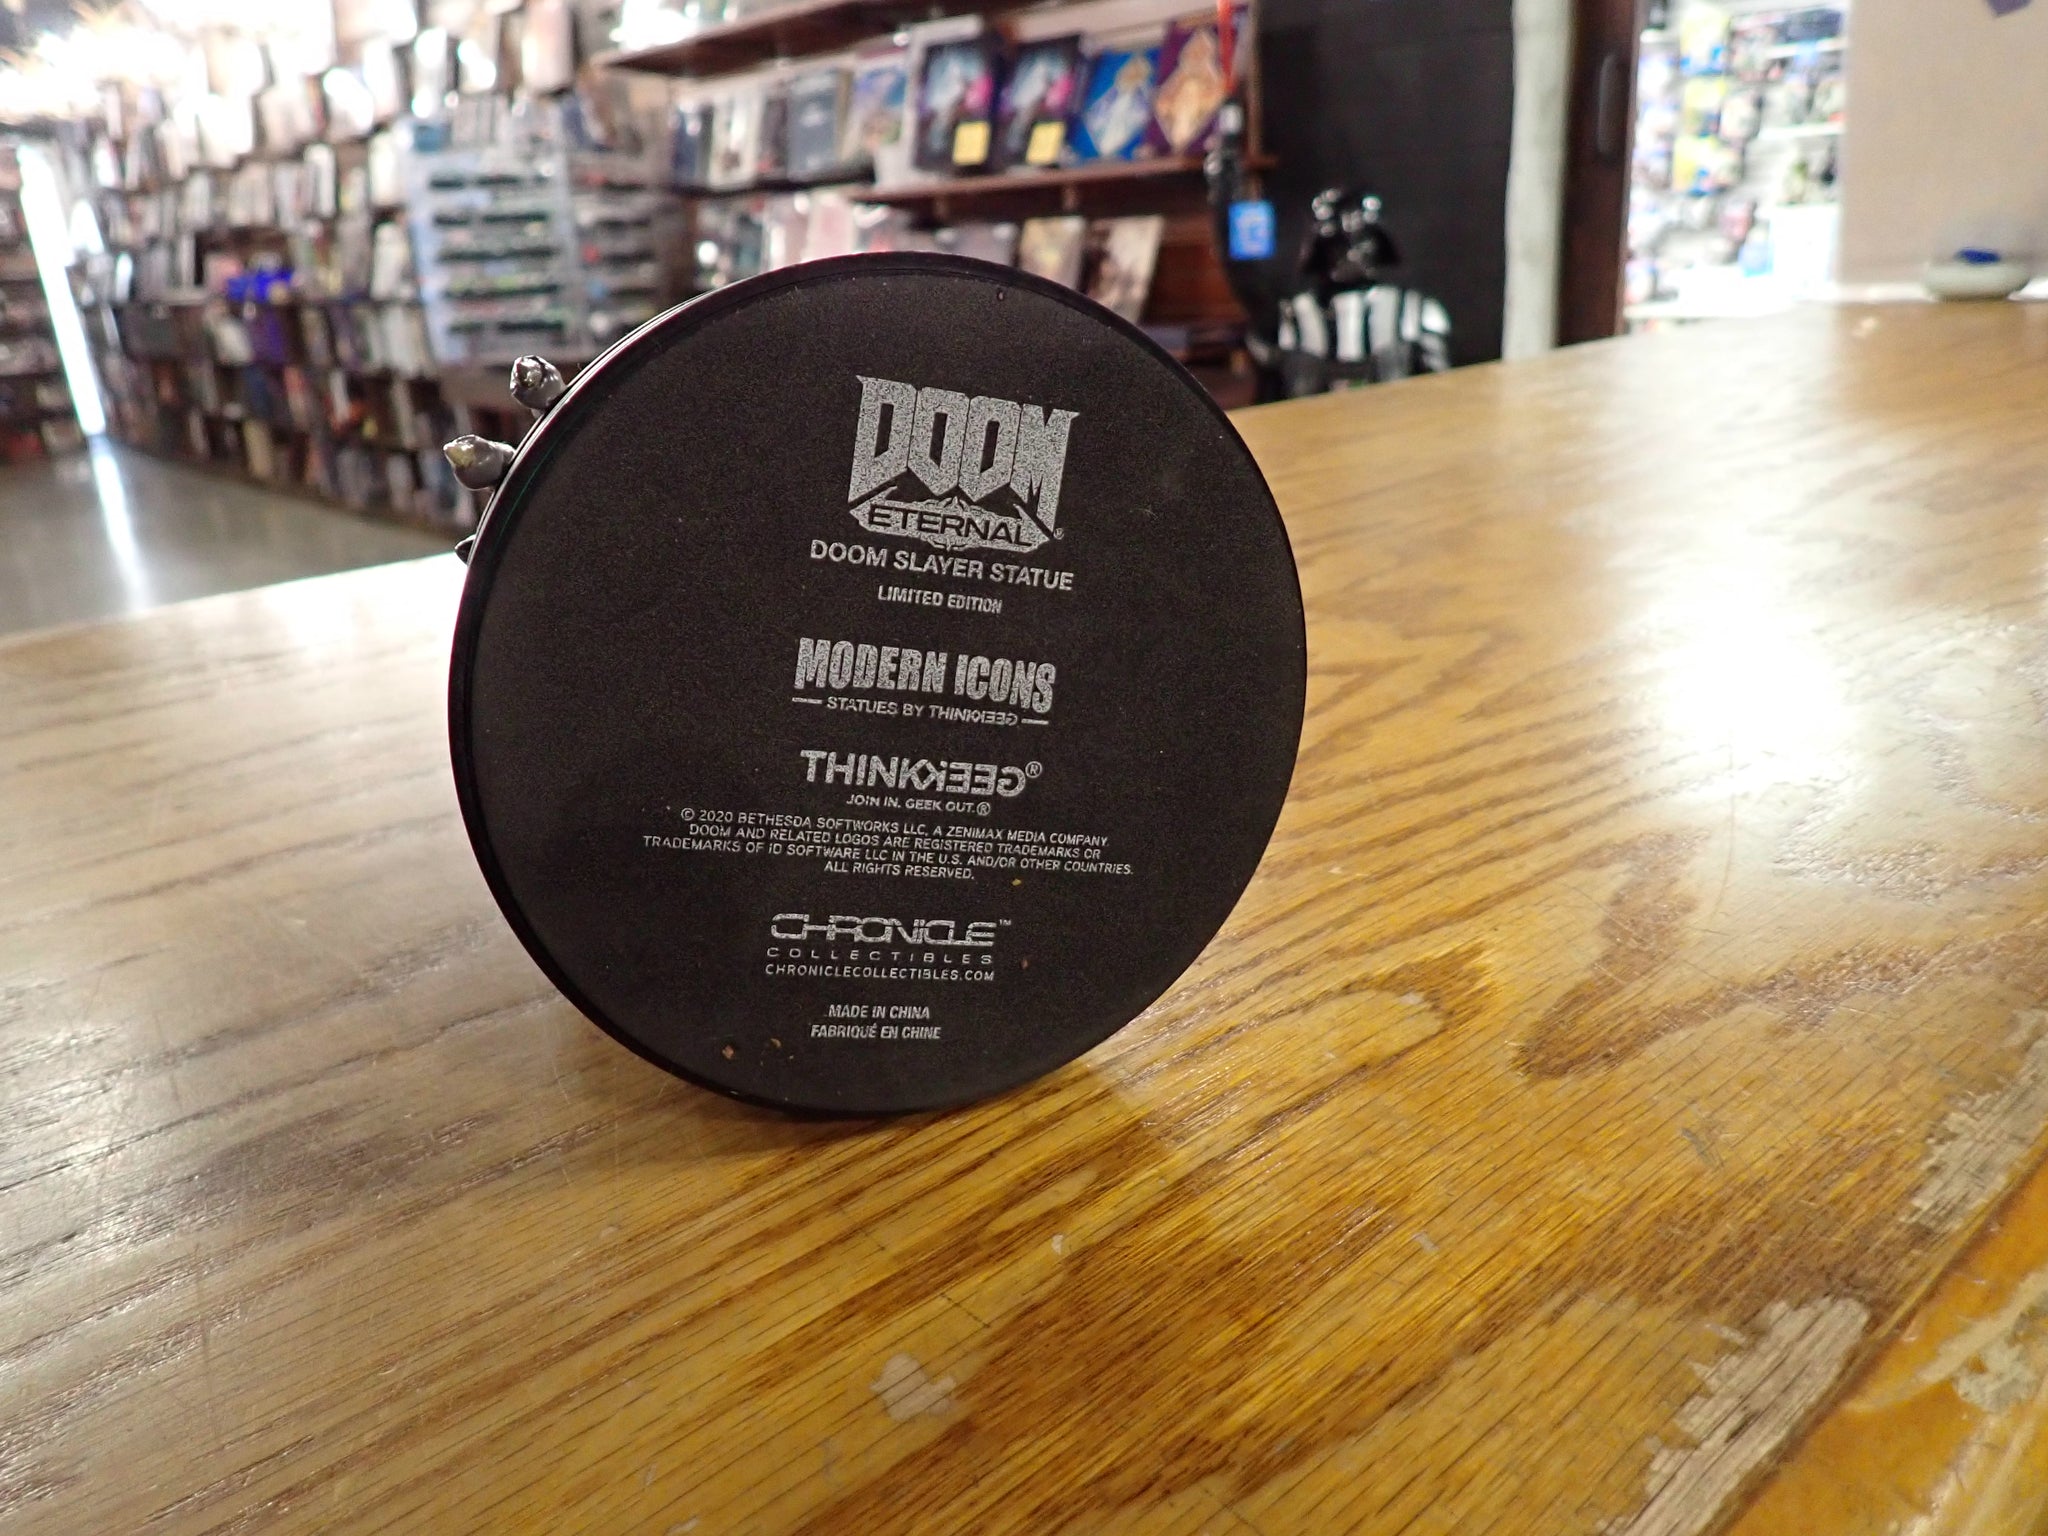 DOOM
ETERNAL®
DOOM SLAYER STATUE
LIMITED EDITION
MODERN ICONS
STATUES BY THINKGEEK
THINKGEEK®
JOIN IN. GEEK OUT.®
© 2020 BETHESDA SOFTWORKS LLC, A ZENIMAX MEDIA COMPANY.
DOOM AND RELATED LOGOS ARE REGISTERED TRADEMARKS OR
TRADEMARKS OF ID SOFTWARE LLC IN THE U.S. AND/OR OTHER COUNTRIES.
ALL RIGHTS RESERVED.
CHRONICLE™
COLLECTIBLES
CHRONICLECOLLECTIBLES.COM
MADE IN CHINA
FABRIQUÉ EN CHINE